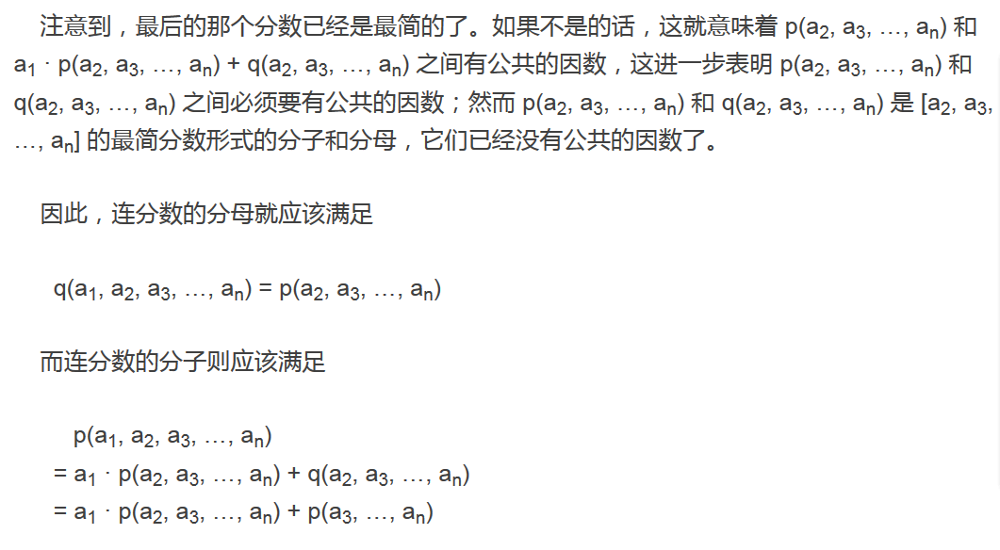 注意到，最后的那个分数已经是最简的了。如果不是的话，这就意味着 p(a₂, a₃, …, aₙ) 和
a₁ · p(a₂, a₃, …, aₙ) + q(a₂, a₃, …, aₙ) 之间有公共的因数，这进一步表明 p(a₂, a₃, …, aₙ) 和
q(a₂, a₃, …, aₙ) 之间必须要有公共的因数；然而 p(a₂, a₃, …, aₙ) 和 q(a₂, a₃, …, aₙ) 是 [a₂, a₃,
…, aₙ] 的最简分数形式的分子和分母，它们已经没有公共的因数了。
因此，连分数的分母就应该满足
q(a₁, a₂, a₃, …, aₙ) = p(a₂, a₃, …, aₙ)
而连分数的分子则应该满足
p(a₁, a₂, a₃, …, aₙ)
= a₁ · p(a₂, a₃, …, aₙ) + q(a₂, a₃, …, aₙ)
= a₁ · p(a₂, a₃, …, aₙ) + p(a₃, …, aₙ)